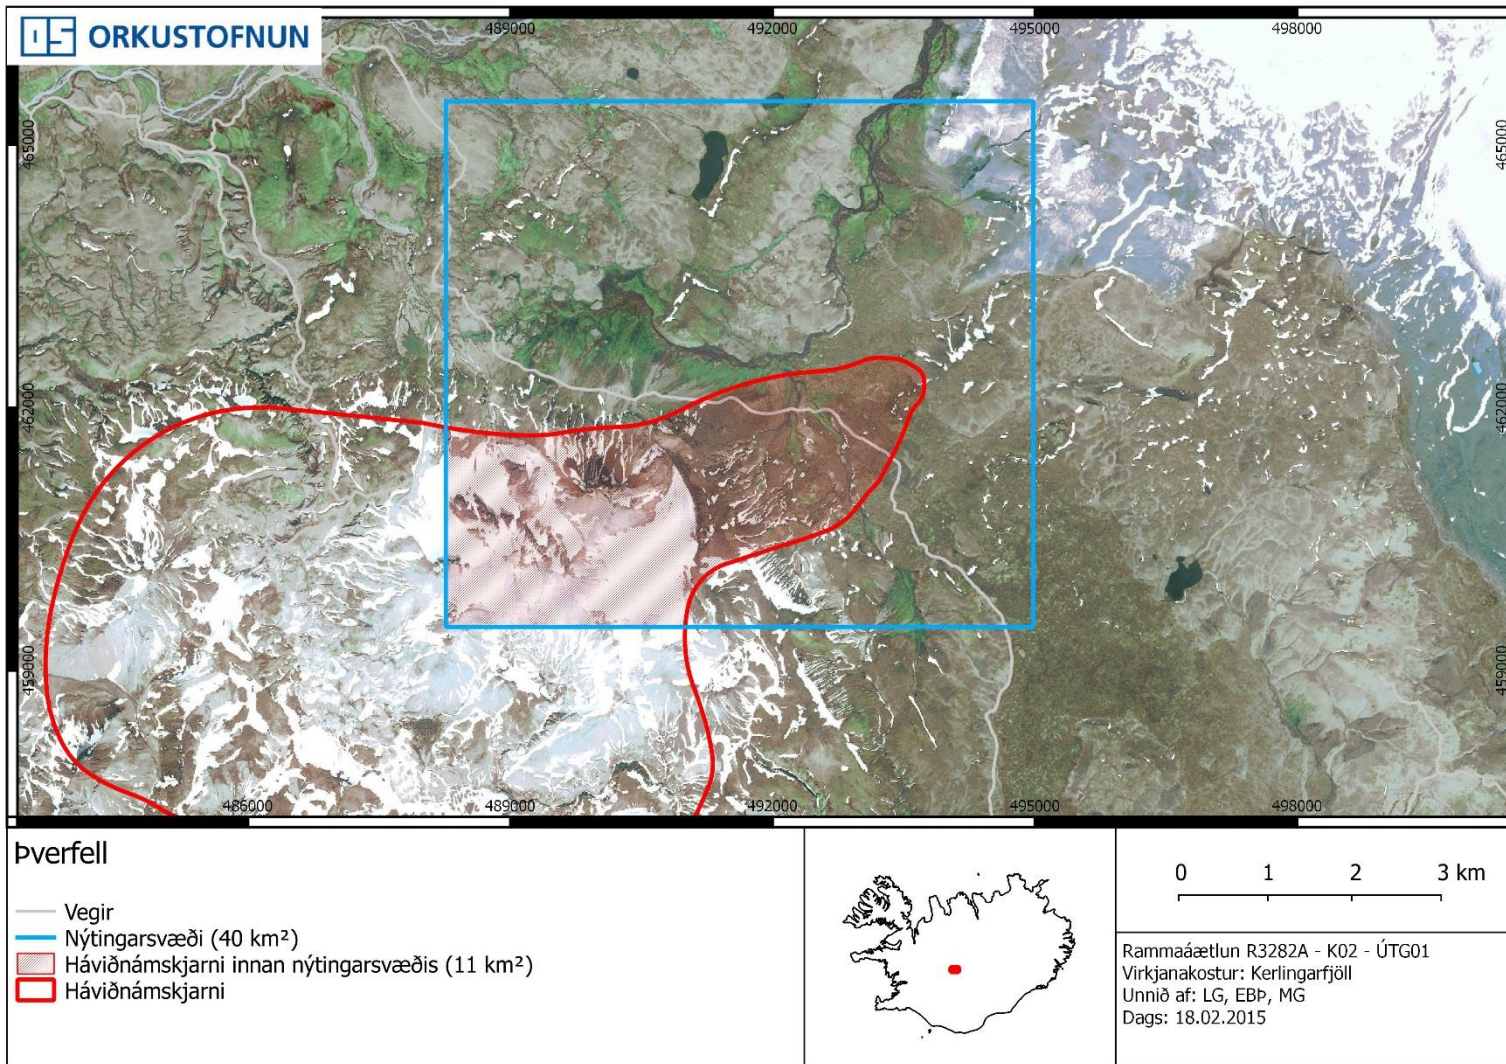 OS ORKUSTOFNUN
489000 492000 495000 498000
465000 465000
462000 462000
459000 459000
486000 489000 492000 495000 498000
Þverfell
Vegir
Nýtingarsvæði (40 km²)
Háviðnámskjarni innan nýtingarsvæðis (11 km²)
Háviðnámskjarni
0 1 2 3 km
Rammaáætlun R3282A - K02 - ÚTG01
Virkjanakostur: Kerlingarfjöll
Unnið af: LG, EBÞ, MG
Dags: 18.02.2015